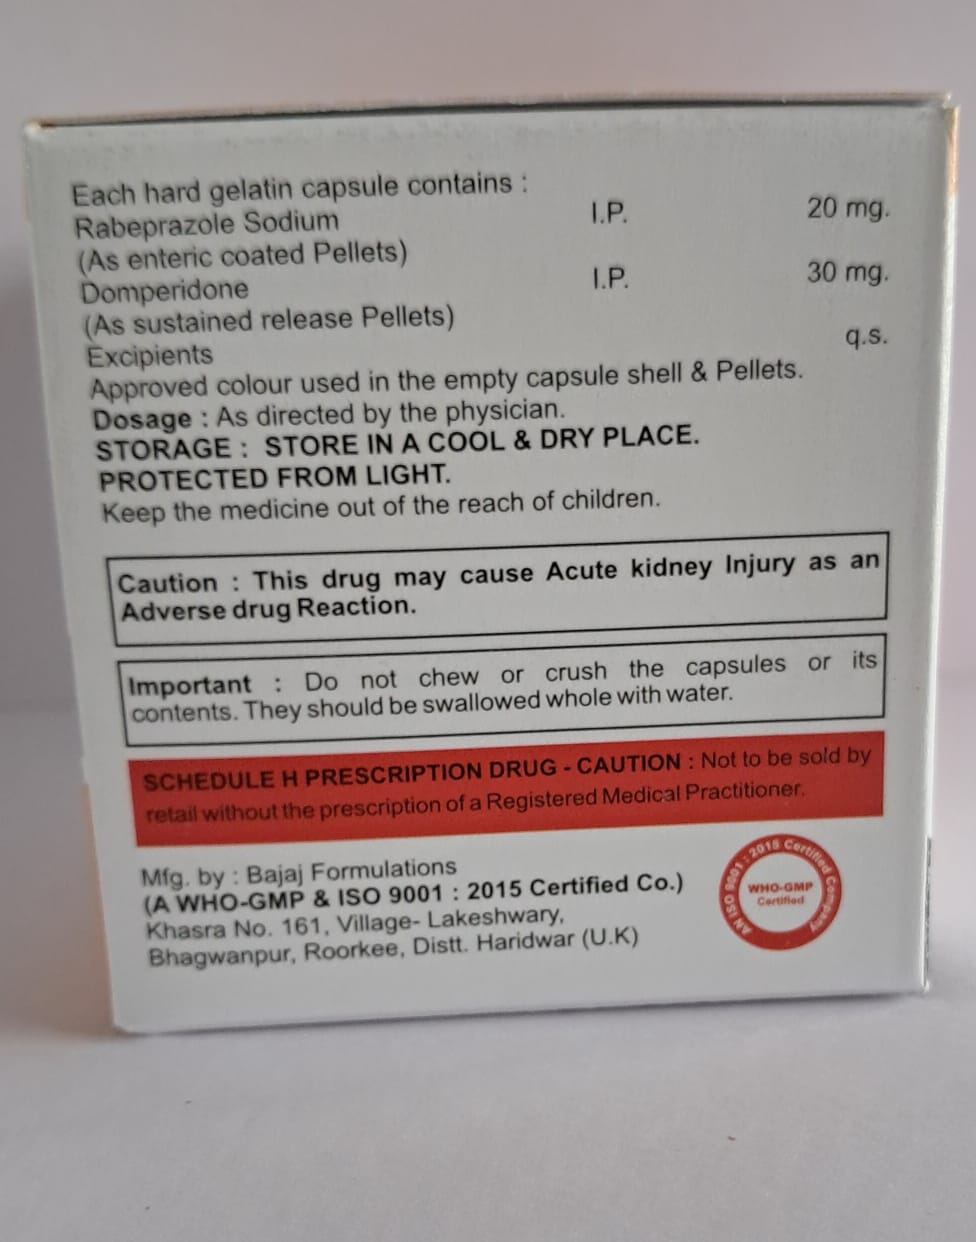 Each hard gelatin capsule contains :
Rabeprazole Sodium I.P. 20 mg.
(As enteric coated Pellets)
Domperidone I.P. 30 mg.
(As sustained release Pellets)
Excipients q.s.
Approved colour used in the empty capsule shell & Pellets.
Dosage : As directed by the physician.
STORAGE : STORE IN A COOL & DRY PLACE.
PROTECTED FROM LIGHT.
Keep the medicine out of the reach of children.
Caution : This drug may cause Acute kidney Injury as an
Adverse drug Reaction.
Important : Do not chew or crush the capsules or its
contents. They should be swallowed whole with water.
SCHEDULE H PRESCRIPTION DRUG - CAUTION : Not to be sold by
retail without the prescription of a Registered Medical Practitioner.
Mfg. by : Bajaj Formulations
(A WHO-GMP & ISO 9001 : 2015 Certified Co.)
Khasra No. 161, Village- Lakeshwary,
Bhagwanpur, Roorkee, Distt. Haridwar (U.K)
AN ISO 9001 : 2015 Certified Company
WHO-GMP
Certified